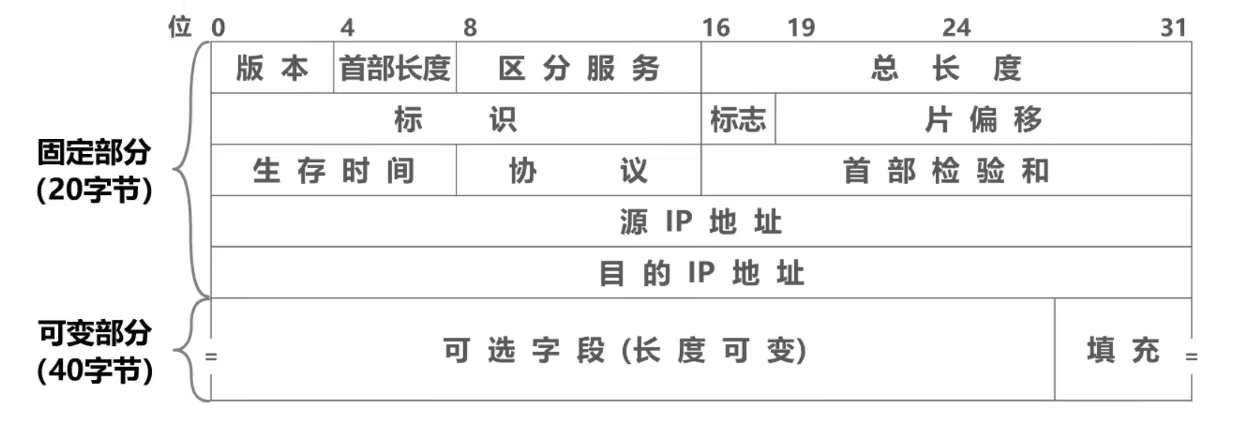 位 0 4 8 16 19 24 31
版本 首部长度 区分服务 总长度
标识 标志 片偏移
固定部分
(20字节)
生存时间 协议 首部检验和
源 IP 地址
目的 IP 地址
可变部分
(40字节)
= 可选字段 (长度可变) 填充 =